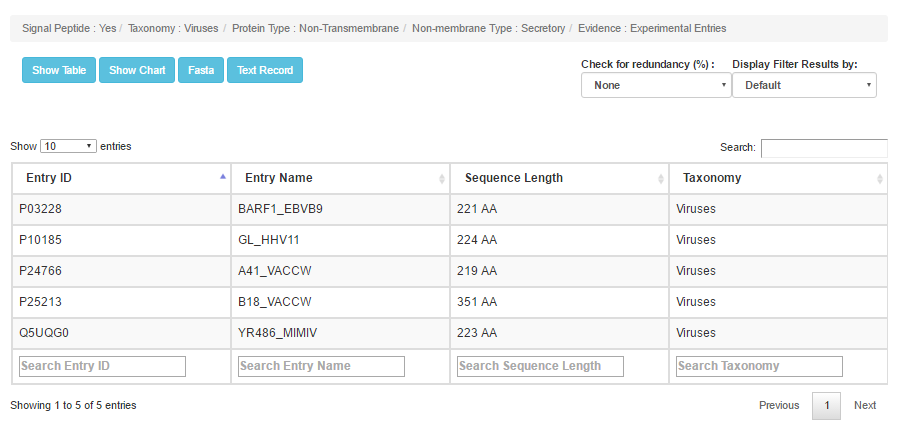 Signal Peptide : Yes / Taxonomy : Viruses / Protein Type : Non-Transmembrane / Non-membrane Type : Secretory / Evidence : Experimental Entries
Show Table Show Chart Fasta Text Record
Check for redundancy (%) : Display Filter Results by:
None Default
Show 10 entries Search:
Entry ID Entry Name Sequence Length Taxonomy
P03228 BARF1_EBVB9 221 AA Viruses
P10185 GL_HHV11 224 AA Viruses
P24766 A41_VACCW 219 AA Viruses
P25213 B18_VACCW 351 AA Viruses
Q5UQG0 YR486_MIMIV 223 AA Viruses
Search Entry ID Search Entry Name Search Sequence Length Search Taxonomy
Showing 1 to 5 of 5 entries Previous 1 Next